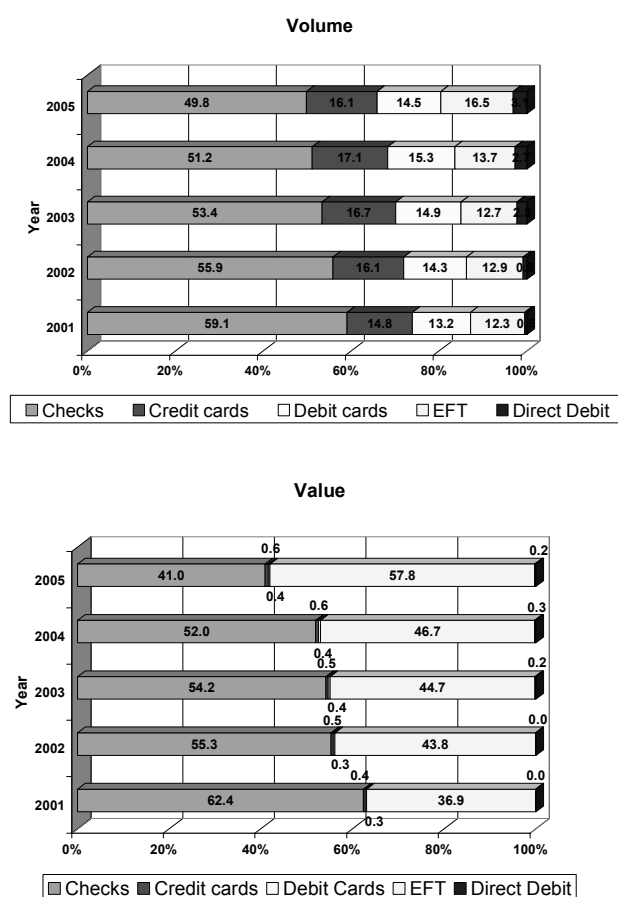 Volume
2005 49.8 16.1 14.5 16.5 3.1
2004 51.2 17.1 15.3 13.7 2.7
2003 53.4 16.7 14.9 12.7 2.3
2002 55.9 16.1 14.3 12.9
2001 59.1 14.8 13.2 12.3
Year
0% 20% 40% 60% 80% 100%
Checks Credit cards Debit cards EFT Direct Debit
Value
0.6 0.2
2005 41.0 57.8
0.4
0.6 0.3
2004 52.0 46.7
0.4
0.5 0.2
2003 54.2 44.7
0.4
0.5 0.0
2002 55.3 43.8
0.3
0.4 0.0
2001 62.4 36.9
0.3
Year
0% 20% 40% 60% 80% 100%
Checks Credit cards Debit Cards EFT Direct Debit